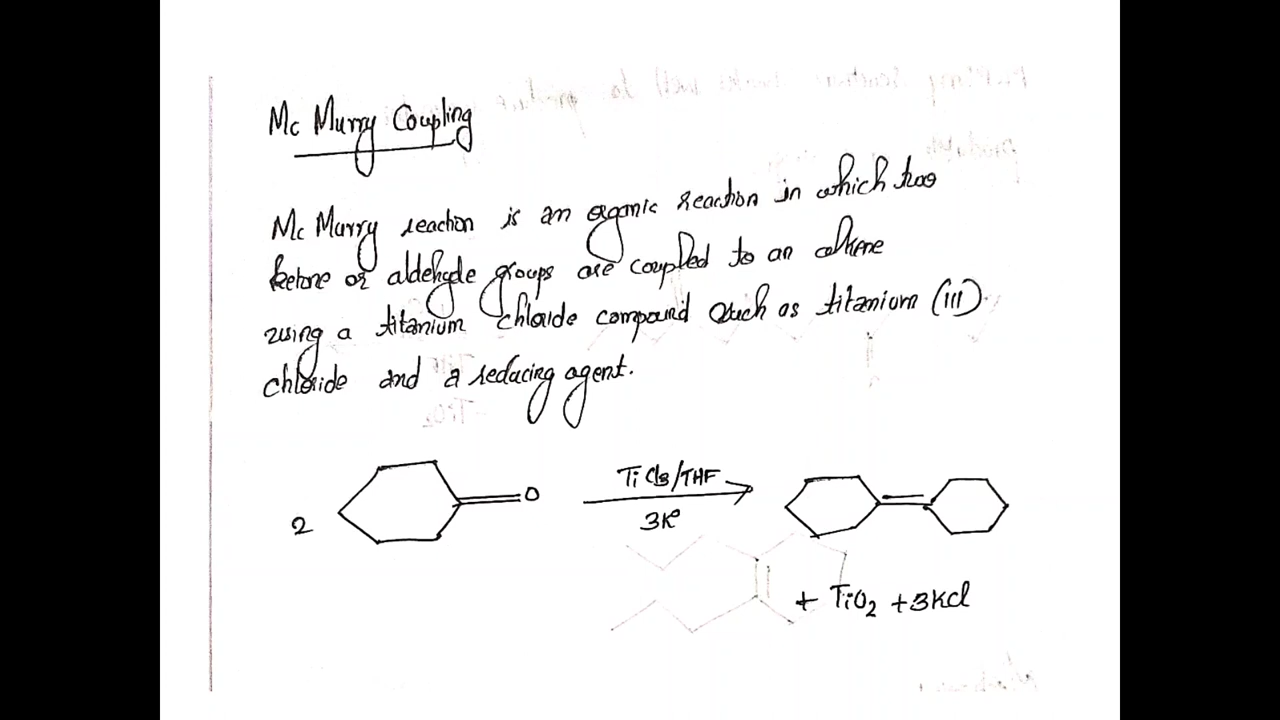 Mc Murry Coupling
Mc Murry reaction is an organic reaction in which two
ketone or aldehyde groups are coupled to an alkene
using a titanium chloride compound such as titanium (III)
chloride and a reducing agent.
2 O TiCl3/THF
3K°
+ TiO2 + 3KCl